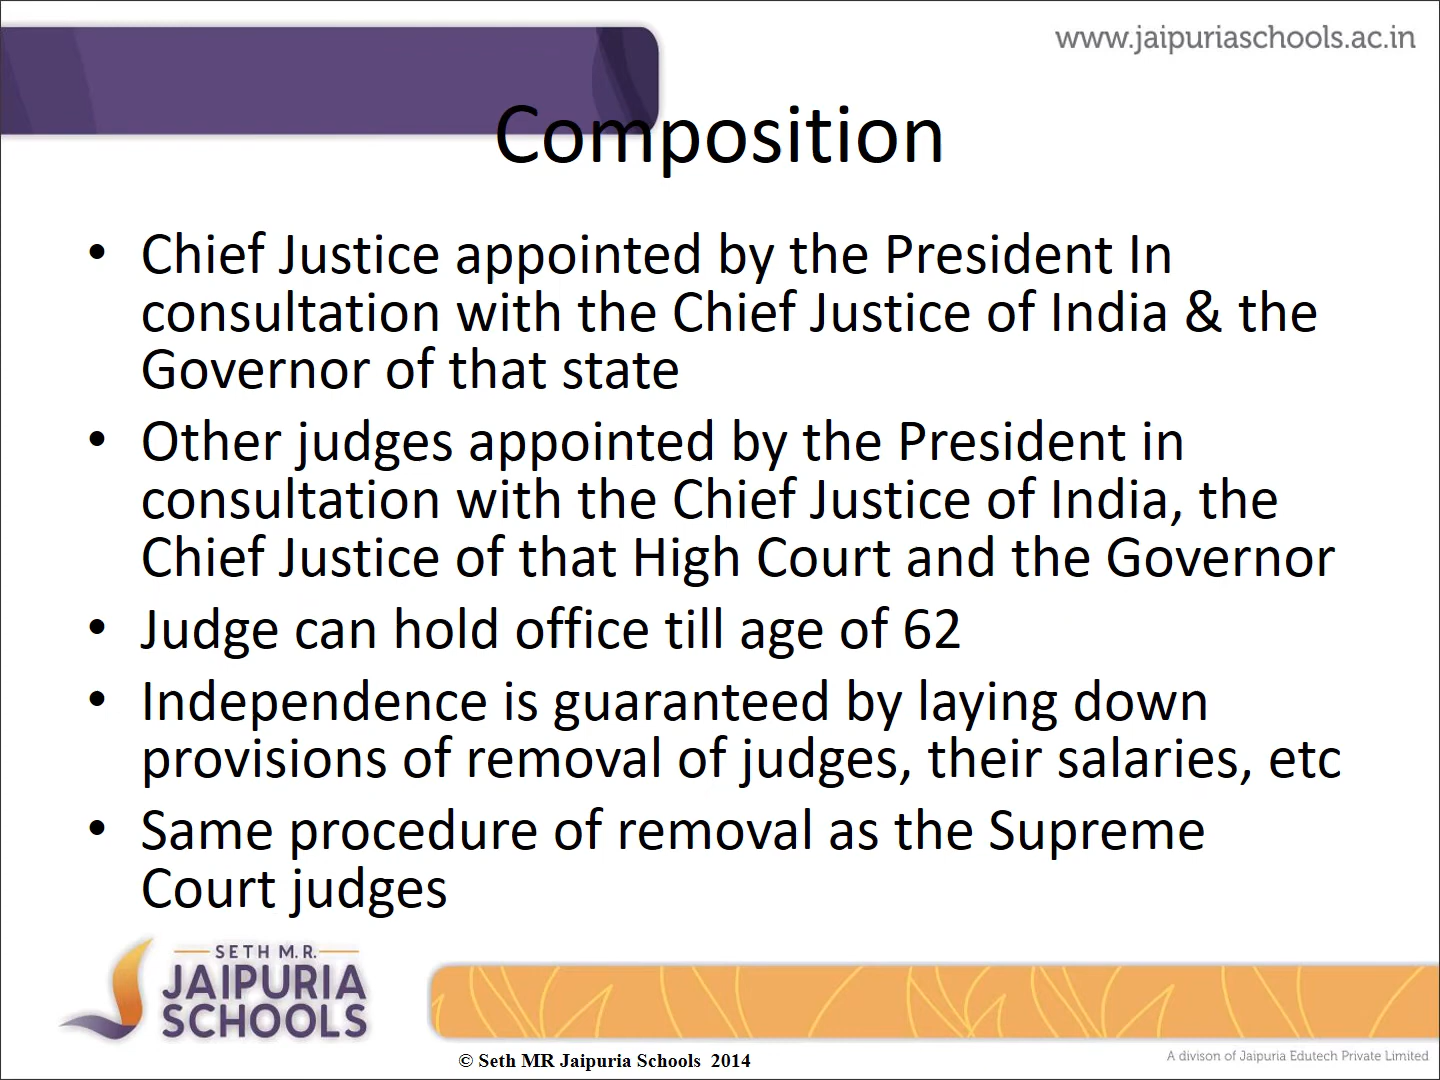 www.jaipuriaschools.ac.in
Composition
• Chief Justice appointed by the President In
consultation with the Chief Justice of India & the
Governor of that state
• Other judges appointed by the President in
consultation with the Chief Justice of India, the
Chief Justice of that High Court and the Governor
• Judge can hold office till age of 62
• Independence is guaranteed by laying down
provisions of removal of judges, their salaries, etc
• Same procedure of removal as the Supreme
Court judges
SETH M.R.
JAIPURIA
SCHOOLS
© Seth MR Jaipuria Schools 2014
A divison of Jaipuria Edutech Private Limited